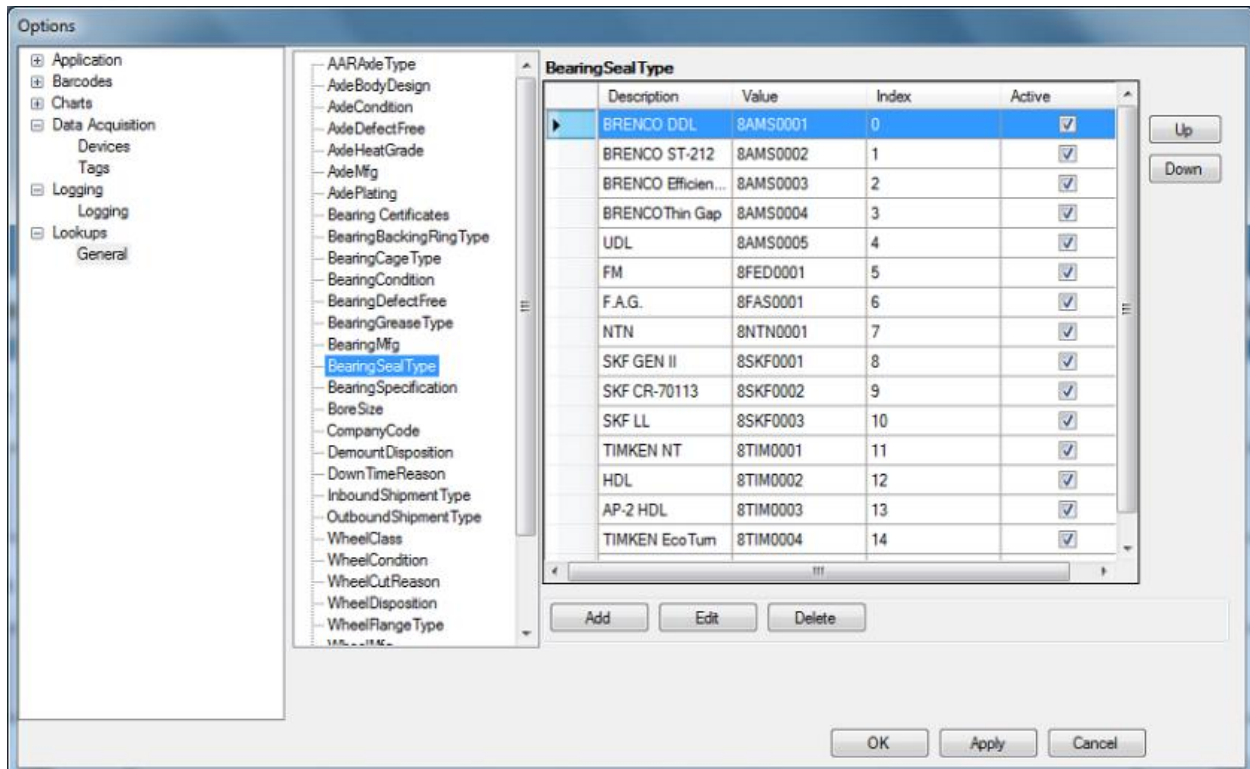 Options
Application
Barcodes
Charts
Data Acquisition
Devices
Tags
Logging
Logging
Lookups
General
AARAxleType
AxleBodyDesign
AxleCondition
AxleDefectFree
AxleHeatGrade
AxleMfg
AxlePlating
Bearing Certificates
BearingBackingRingType
BearingCageType
BearingCondition
BearingDefectFree
BearingGreaseType
BearingMfg
BearingSealType
BearingSpecification
BoreSize
CompanyCode
DemountDisposition
DownTimeReason
InboundShipmentType
OutboundShipmentType
WheelClass
WheelCondition
WheelCutReason
WheelDisposition
WheelFlangeType
BearingSealType
Description Value Index Active
BRENCO DDL 8AMS0001 0
BRENCO ST-212 8AMS0002 1
BRENCO Efficien... 8AMS0003 2
BRENCOThin Gap 8AMS0004 3
UDL 8AMS0005 4
FM 8FED0001 5
F.A.G. 8FAS0001 6
NTN 8NTN0001 7
SKF GEN II 8SKF0001 8
SKF CR-70113 8SKF0002 9
SKF LL 8SKF0003 10
TIMKEN NT 8TIM0001 11
HDL 8TIM0002 12
AP-2 HDL 8TIM0003 13
TIMKEN EcoTurn 8TIM0004 14
Up
Down
Add Edit Delete
OK Apply Cancel